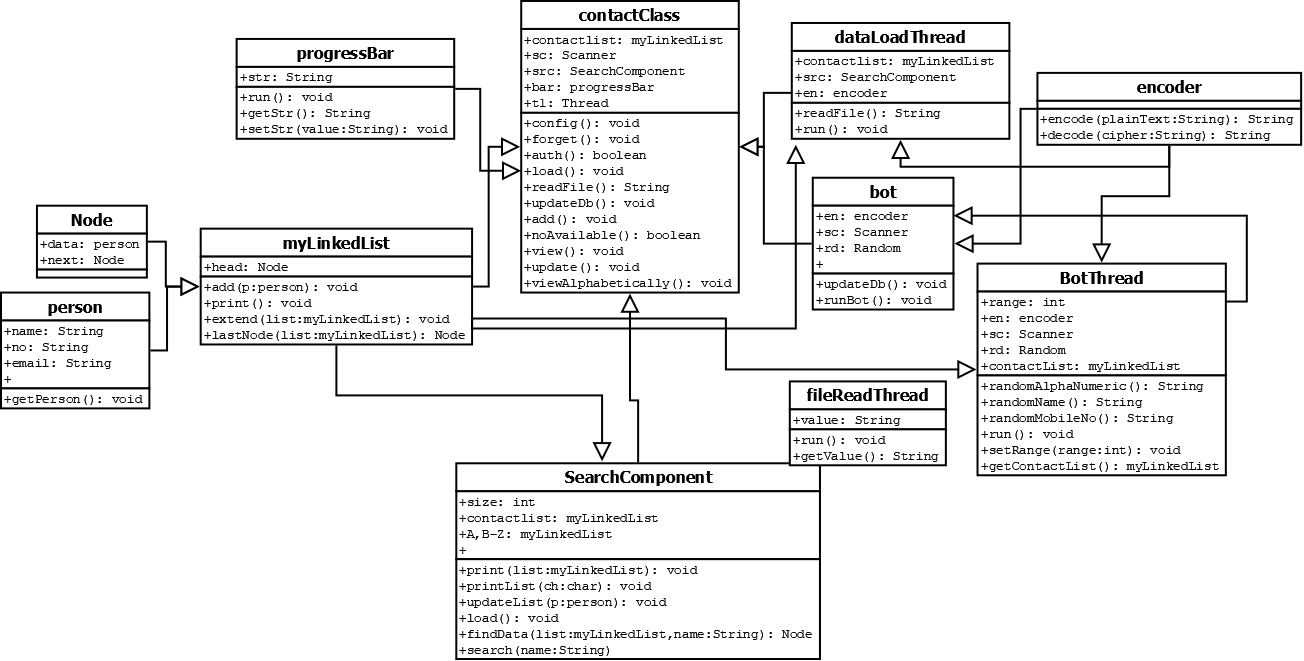 contactClass
+contactlist: myLinkedList
+sc: Scanner
+src: SearchComponent
+bar: progressBar
+tl: Thread
+config(): void
+forget(): void
+auth(): boolean
+load(): void
+readFile(): String
+updateDb(): void
+add(): void
+noAvailable(): boolean
+view(): void
+update(): void
+viewAlphabetically(): void
progressBar
+str: String
+run(): void
+getStr(): String
+setStr(value:String): void
dataLoadThread
+contactlist: myLinkedList
+src: SearchComponent
+en: encoder
+readFile(): String
+run(): void
encoder
+encode(plainText:String): String
+decode(cipher:String): String
bot
+en: encoder
+sc: Scanner
+rd: Random
+
+updateDb(): void
+runBot(): void
Node
+data: person
+next: Node
myLinkedList
+head: Node
+add(p:person): void
+print(): void
+extend(list:myLinkedList): void
+lastNode(list:myLinkedList): Node
person
+name: String
+no: String
+email: String
+
+getPerson(): void
BotThread
+range: int
+en: encoder
+sc: Scanner
+rd: Random
+contactList: myLinkedList
+randomAlphaNumeric(): String
+randomName(): String
+randomMobileNo(): String
+run(): void
+setRange(range:int): void
+getContactList(): myLinkedList
fileReadThread
+value: String
+run(): void
+getValue(): String
SearchComponent
+size: int
+contactlist: myLinkedList
+A,B-Z: myLinkedList
+
+print(list:myLinkedList): void
+printList(ch:char): void
+updateList(p:person): void
+load(): void
+findData(list:myLinkedList,name:String): Node
+search(name:String)